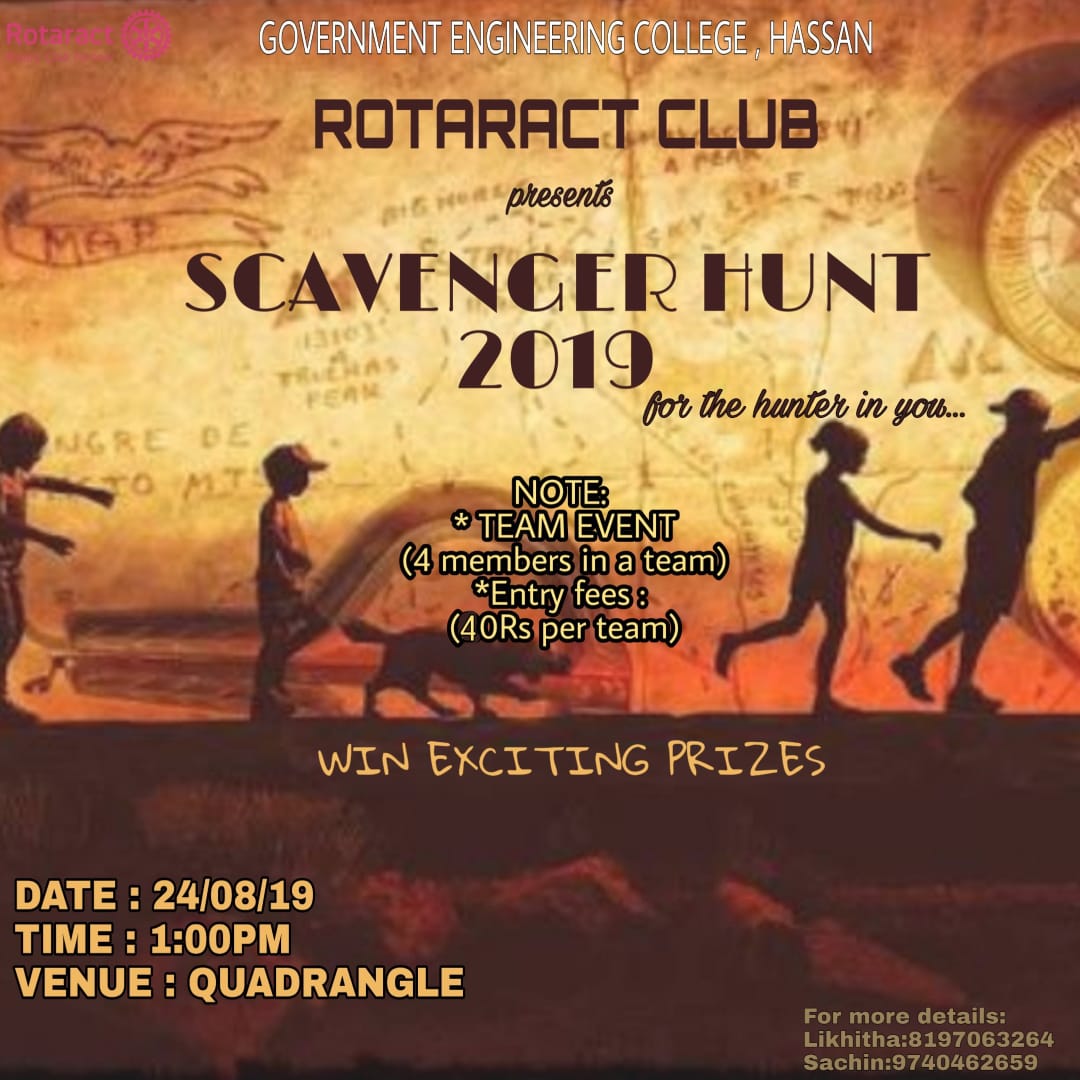 Rotaract
GOVERNMENT ENGINEERING COLLEGE , HASSAN
ROTARACT CLUB
presents
SCAVENGER HUNT
2019
for the hunter in you...
MAP
NOTE:
* TEAM EVENT
(4 members in a team)
*Entry fees :
(40Rs per team)
WIN EXCITING PRIZES
DATE : 24/08/19
TIME : 1:00PM
VENUE : QUADRANGLE
For more details:
Likhitha:8197063264
Sachin:9740462659